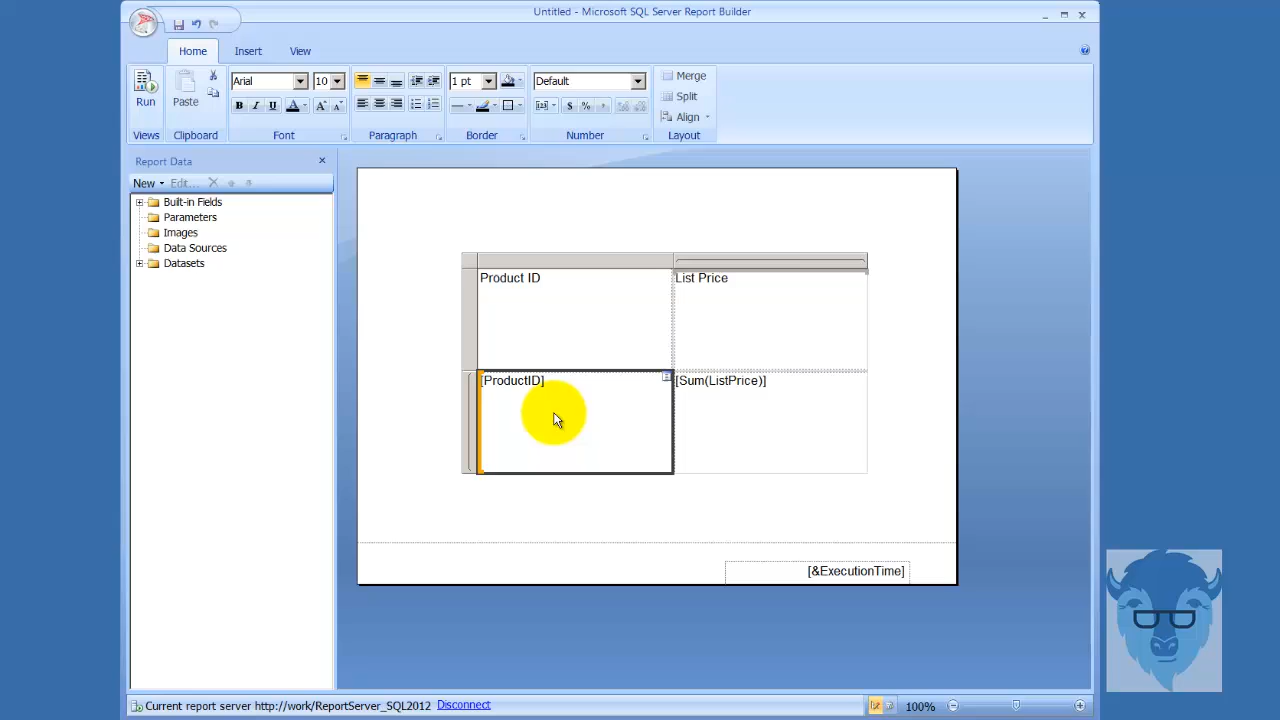 Untitled - Microsoft SQL Server Report Builder
Home Insert View
Arial 10 1 pt Default Merge
Split
Run Paste B I U A A A $ % , Align
Views Clipboard Font Paragraph Border Number Layout
Report Data
New Edit...
Built-in Fields
Parameters
Images
Data Sources
Datasets
Product ID List Price
[ProductID] [Sum(ListPrice)]
[&ExecutionTime]
Current report server http://work/ReportServer_SQL2012 Disconnect 100%